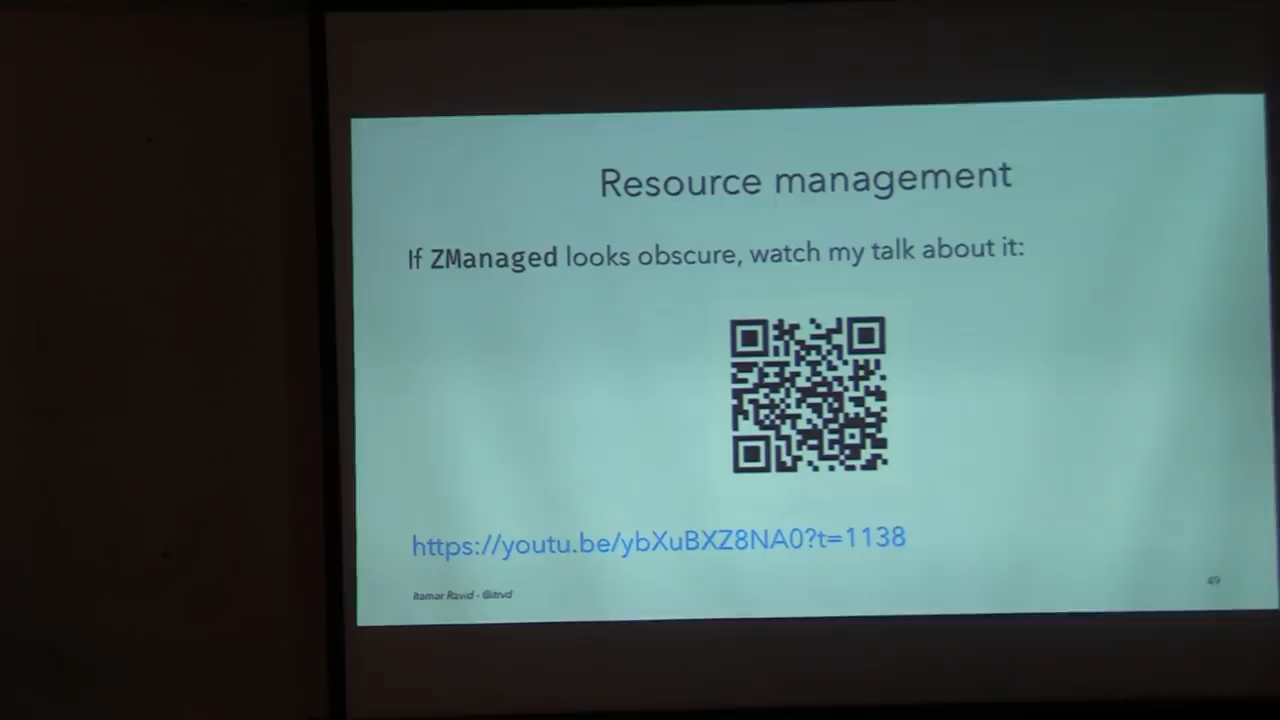 Resource management
If ZManaged looks obscure, watch my talk about it:
https://youtu.be/ybXuBXZ8NA0?t=1138
Itamar Ravid - @itrvd
49